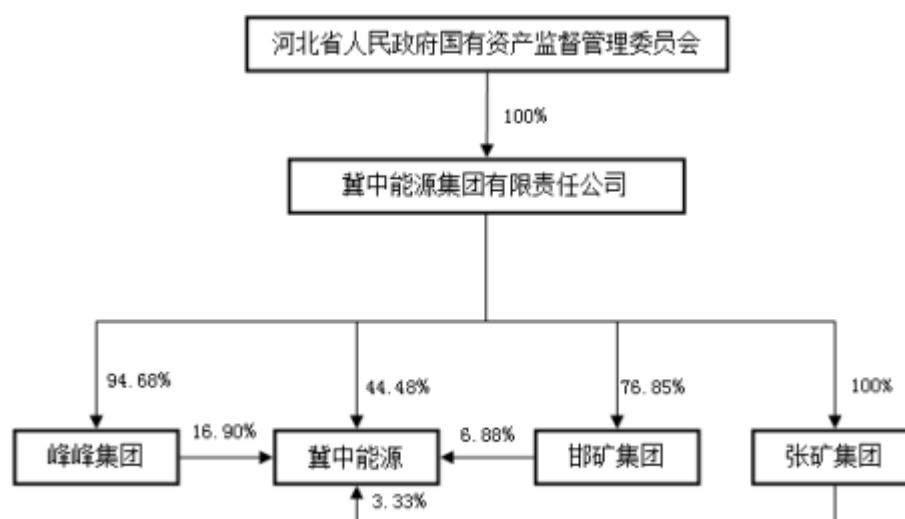 河北省人民政府国有资产监督管理委员会
100%
冀中能源集团有限责任公司
94.68%
44.48%
76.85%
100%
峰峰集团
16.90%
冀中能源
6.88%
邯矿集团
张矿集团
3.33%